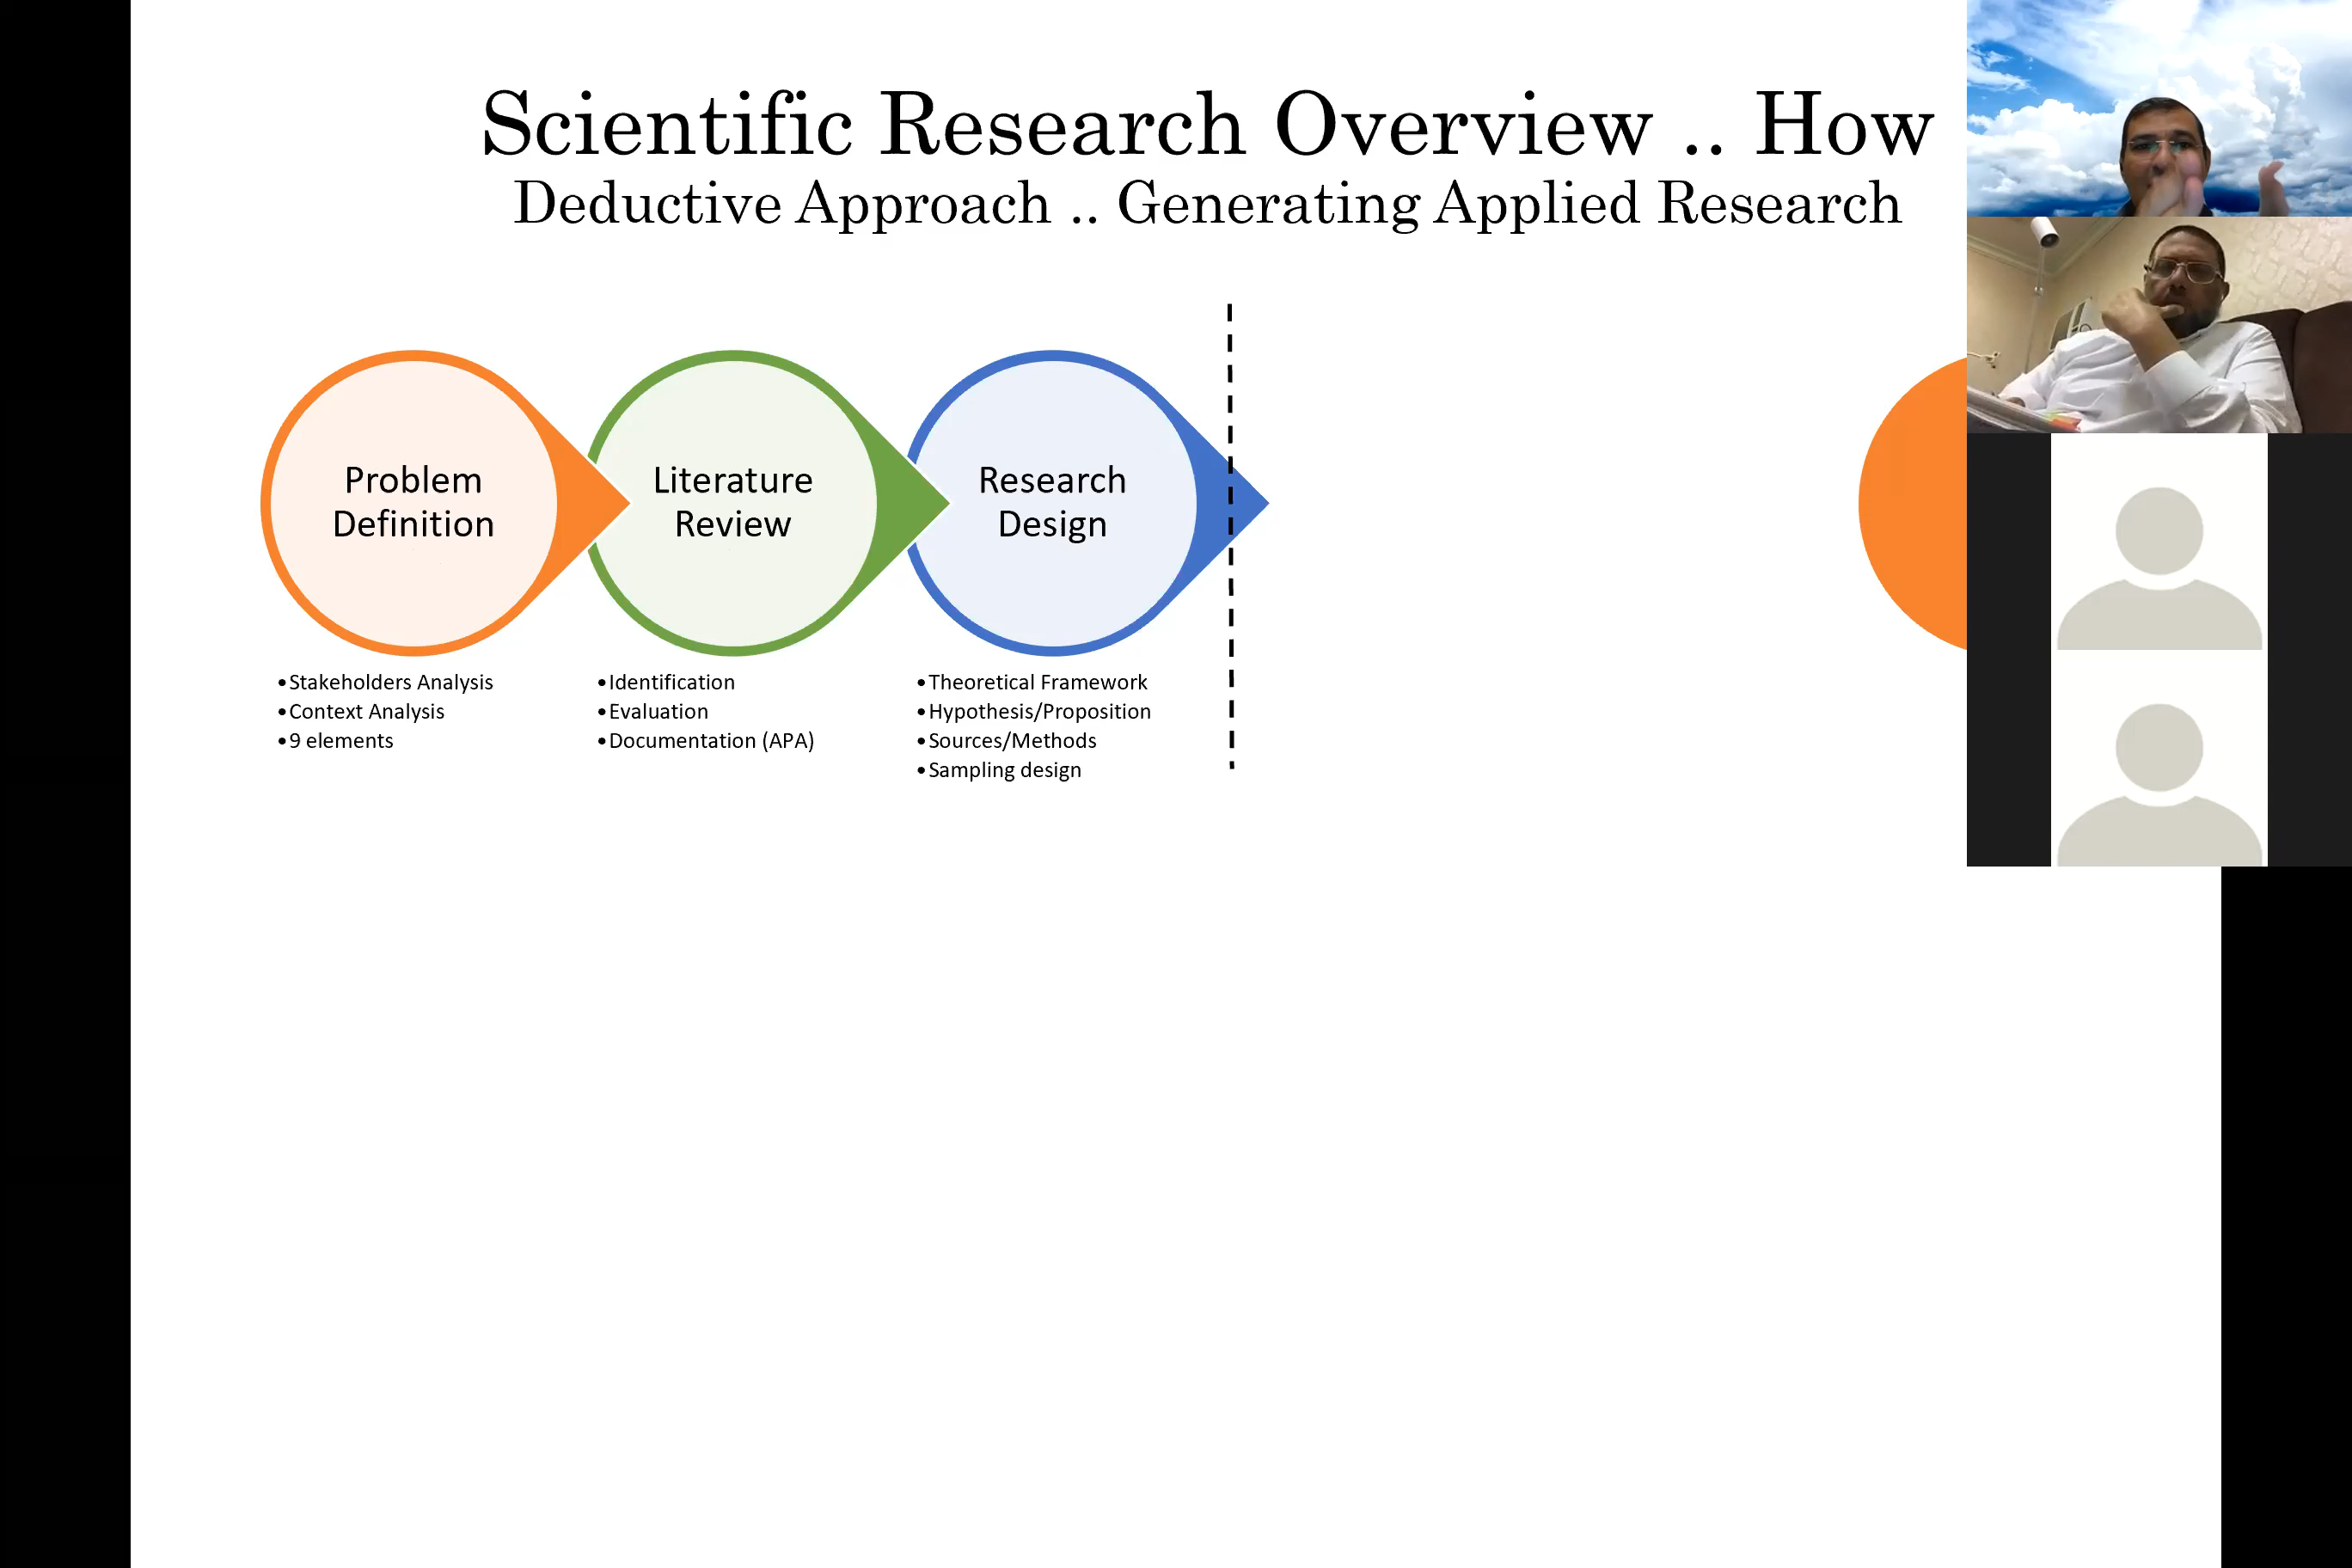 Scientific Research Overview .. How
Deductive Approach .. Generating Applied Research
Problem
Definition
•Stakeholders Analysis
•Context Analysis
•9 elements
Literature
Review
•Identification
•Evaluation
•Documentation (APA)
Research
Design
•Theoretical Framework
•Hypothesis/Proposition
•Sources/Methods
•Sampling design